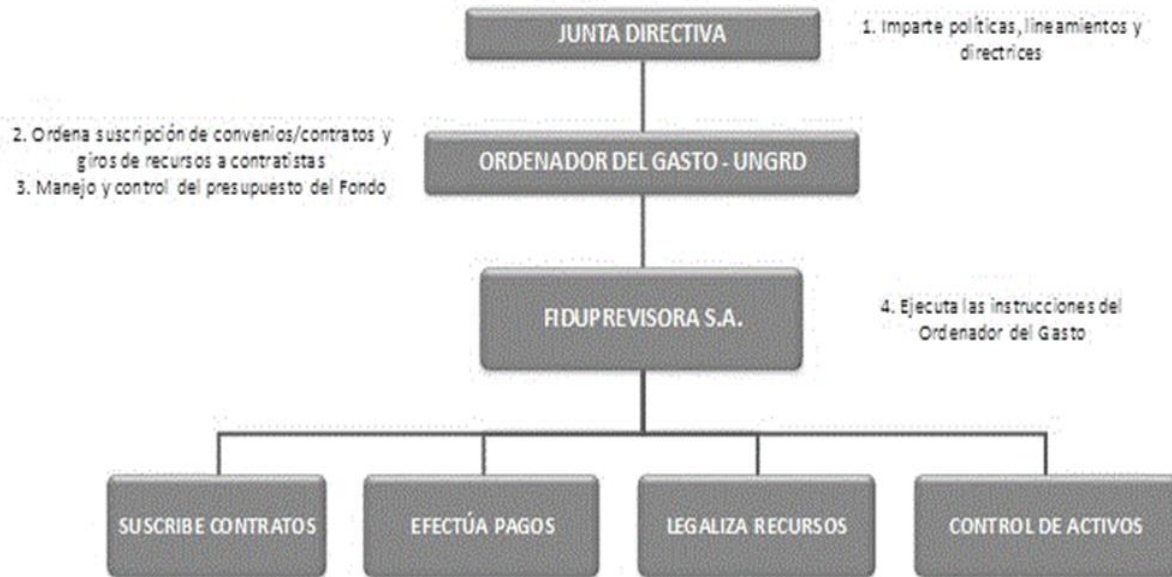 JUNTA DIRECTIVA
1. Imparte políticas, lineamientos y
directrices
2. Ordena suscripción de convenios/contratos y
giros de recursos a contratistas
3. Manejo y control del presupuesto del Fondo
ORDENADOR DEL GASTO - UNGRD
FIDUPREVISORA S.A.
4. Ejecuta las instrucciones del
Ordenador del Gasto
SUSCRIBE CONTRATOS
EFECTÚA PAGOS
LEGALIZA RECURSOS
CONTROL DE ACTIVOS